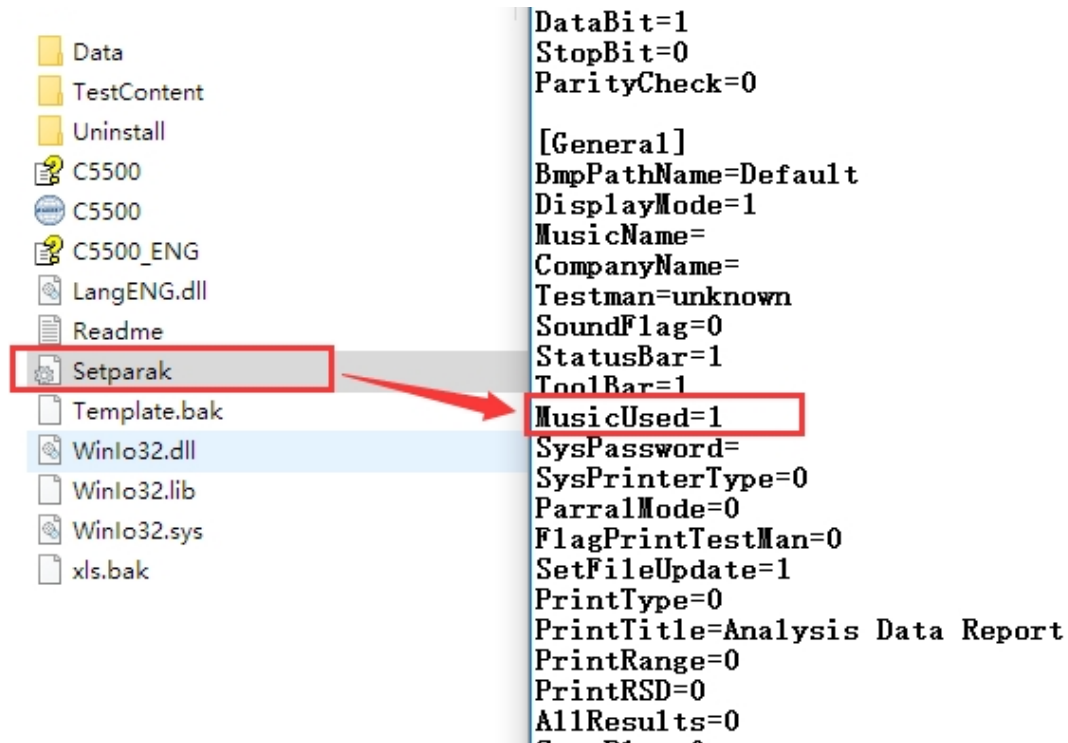 Data
TestContent
Uninstall
C5500
C5500
C5500_ENG
LangENG.dll
Readme
Setparak
Template.bak
WinIo32.dll
WinIo32.lib
WinIo32.sys
xls.bak
DataBit=1
StopBit=0
ParityCheck=0
[General]
BmpPathName=Default
DisplayMode=1
MusicName=
CompanyName=
Testman=unknown
SoundFlag=0
StatusBar=1
ToolBar=1
MusicUsed=1
SysPassword=
SysPrinterType=0
ParralMode=0
FlagPrintTestMan=0
SetFileUpdate=1
PrintType=0
PrintTitle=Analysis Data Report
PrintRange=0
PrintRSD=0
AllResults=0